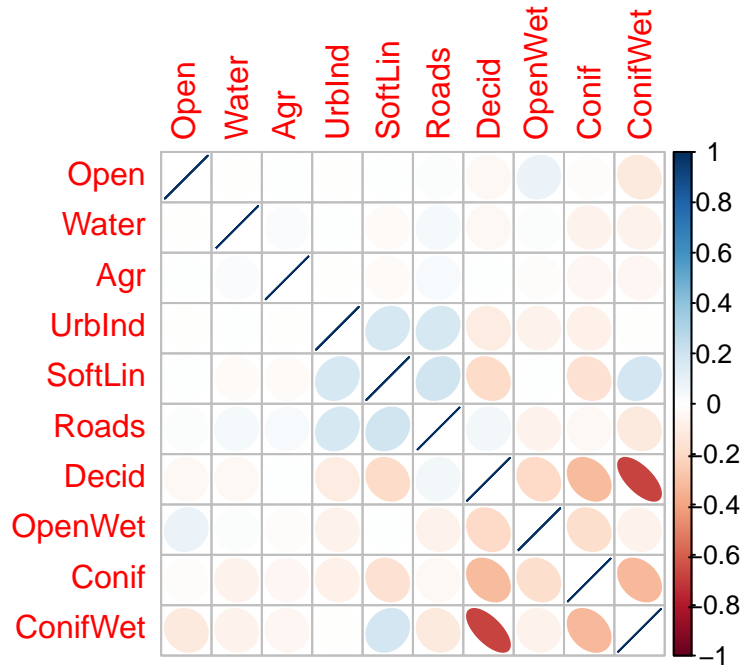 Open
Water
Agr
UrbInd
SoftLin
Roads
Decid
OpenWet
Conif
ConifWet
Open
Water
Agr
UrbInd
SoftLin
Roads
Decid
OpenWet
Conif
ConifWet
1
0.8
0.6
0.4
0.2
0
−0.2
−0.4
−0.6
−0.8
−1